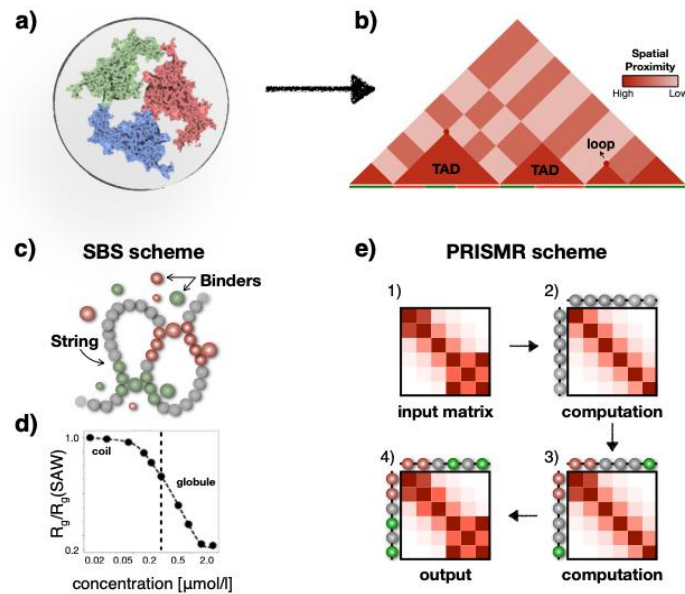 a)
b)
Spatial
Proximity
High
Low
loop
TAD
TAD
c)
SBS scheme
Binders
String
d)
1.0
coil
globule
0.2
R_g/R_g(SAW)
0.02
0.05
0.2
0.5
2.0
concentration [μmol/l]
e)
PRISMR scheme
1)
2)
input matrix
computation
4)
3)
output
computation